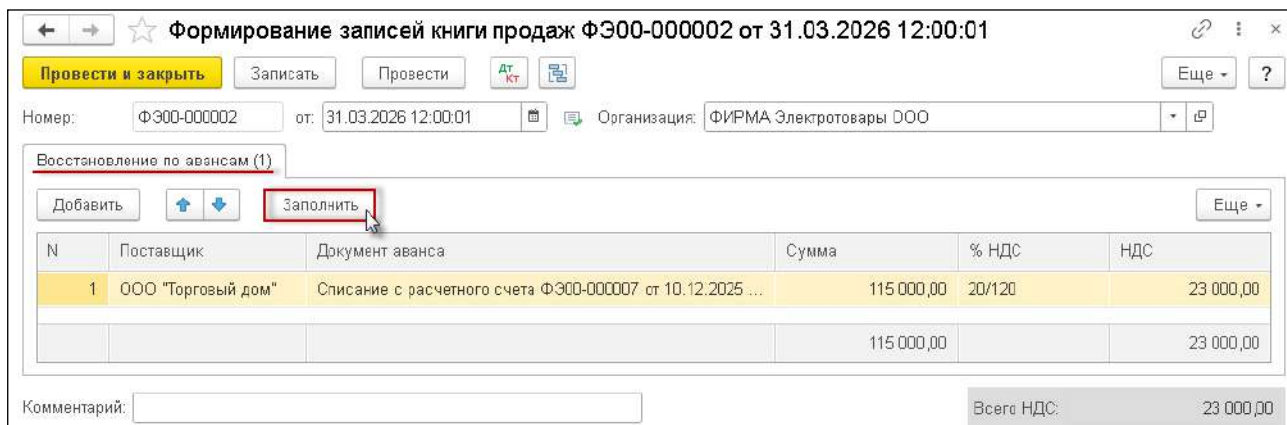 Формирование записей книги продаж ФЭ00-000002 от 31.03.2026 12:00:01
Провести и закрыть Записать Провести Дт Кт Еще ?
Номер: ФЭ00-000002 от: 31.03.2026 12:00:01 Организация: ФИРМА Электротовары ООО
Восстановление по авансам (1)
Добавить Заполнить Еще
N Поставщик Документ аванса Сумма % НДС НДС
1 ООО "Торговый дом" Списание с расчетного счета ФЭ00-000007 от 10.12.2025 ... 115 000,00 20/120 23 000,00
115 000,00 23 000,00
Комментарий: Всего НДС: 23 000,00